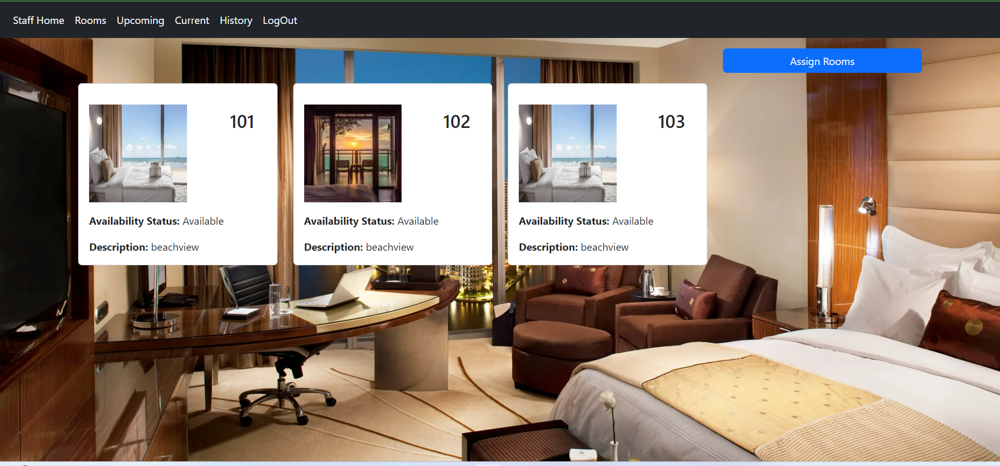 Staff Home Rooms Upcoming Current History LogOut
Assign Rooms
101
Availability Status: Available
Description: beachview
102
Availability Status: Available
Description: beachview
103
Availability Status: Available
Description: beachview